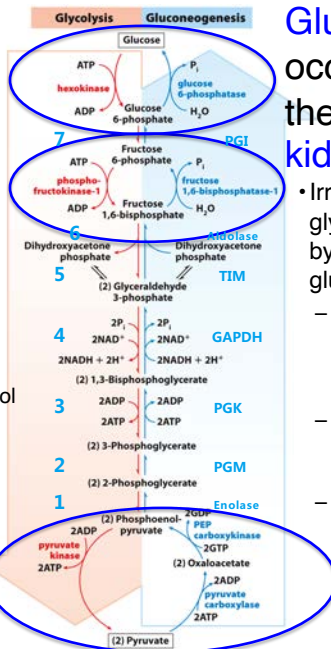 Glycolysis Gluconeogenesis
Glucose
ATP
hexokinase
ADP
Pi
glucose
6-phosphatase
H2O
Glucose
6-phosphate
7
PGI
Fructose
6-phosphate
ATP
phospho-
fructokinase-1
ADP
Pi
fructose
1,6-bisphosphatase-1
H2O
Fructose
1,6-bisphosphate
6
Aldolase
Dihydroxyacetone
phosphate
Dihydroxyacetone
phosphate
5
TIM
(2) Glyceraldehyde
3-phosphate
4
2Pi
2NAD+
2NADH + 2H+
2Pi
2NAD+
2NADH + 2H+
GAPDH
(2) 1,3-Bisphosphoglycerate
3
2ADP
2ATP
2ADP
2ATP
PGK
(2) 3-Phosphoglycerate
2
PGM
(2) 2-Phosphoglycerate
1
Enolase
(2) Phosphoenol-
pyruvate
2ADP
pyruvate
kinase
2ATP
2GDP
PEP
carboxykinase
2GTP
(2) Oxaloacetate
2ADP
pyruvate
carboxylase
2ATP
(2) Pyruvate
ol
Glu
occ
the
kid
• Irr
gly
by
glu
–
–
–